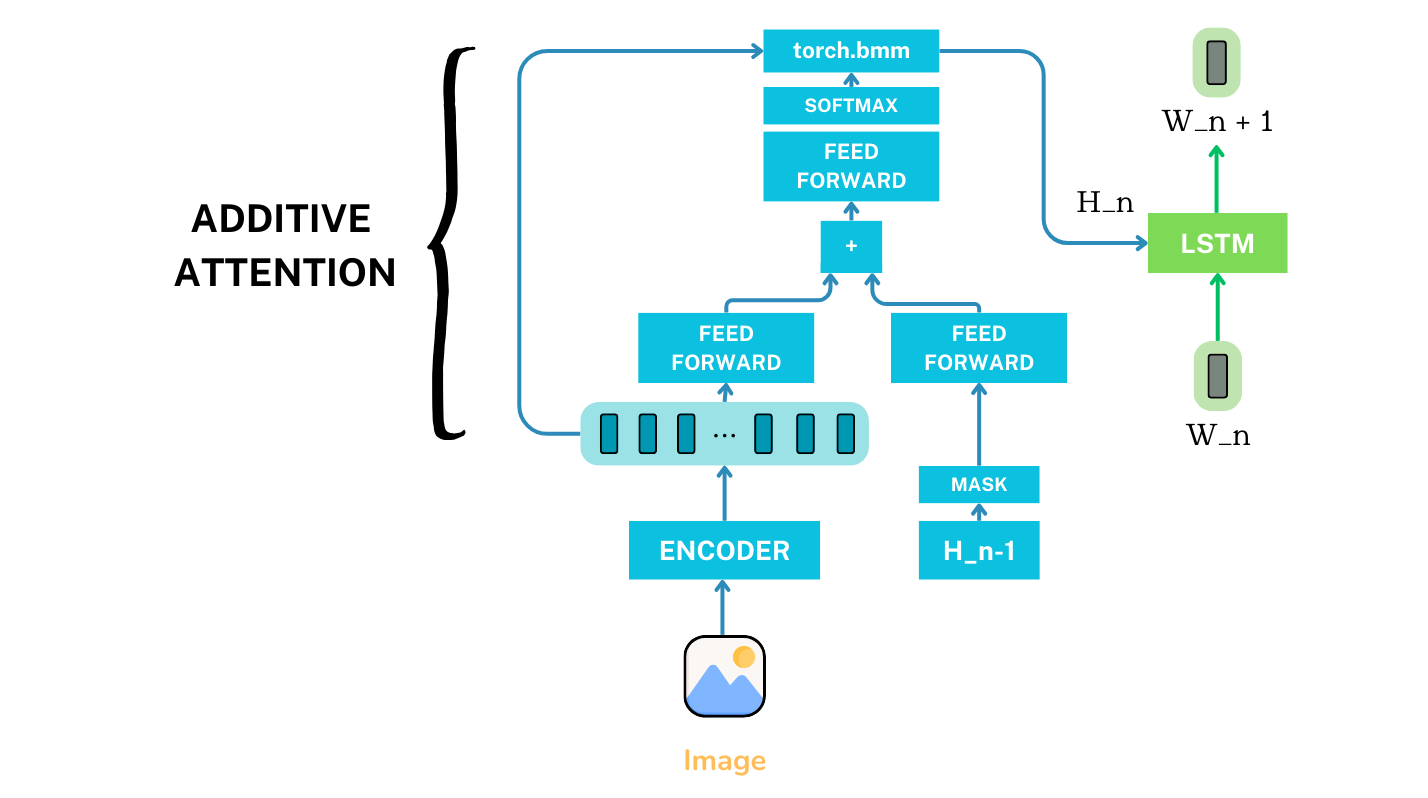 torch.bmm
SOFTMAX
FEED
FORWARD
+
ADDITIVE
ATTENTION
FEED
FORWARD
FEED
FORWARD
...
MASK
ENCODER
H_n-1
Image
W_n + 1
H_n
LSTM
W_n